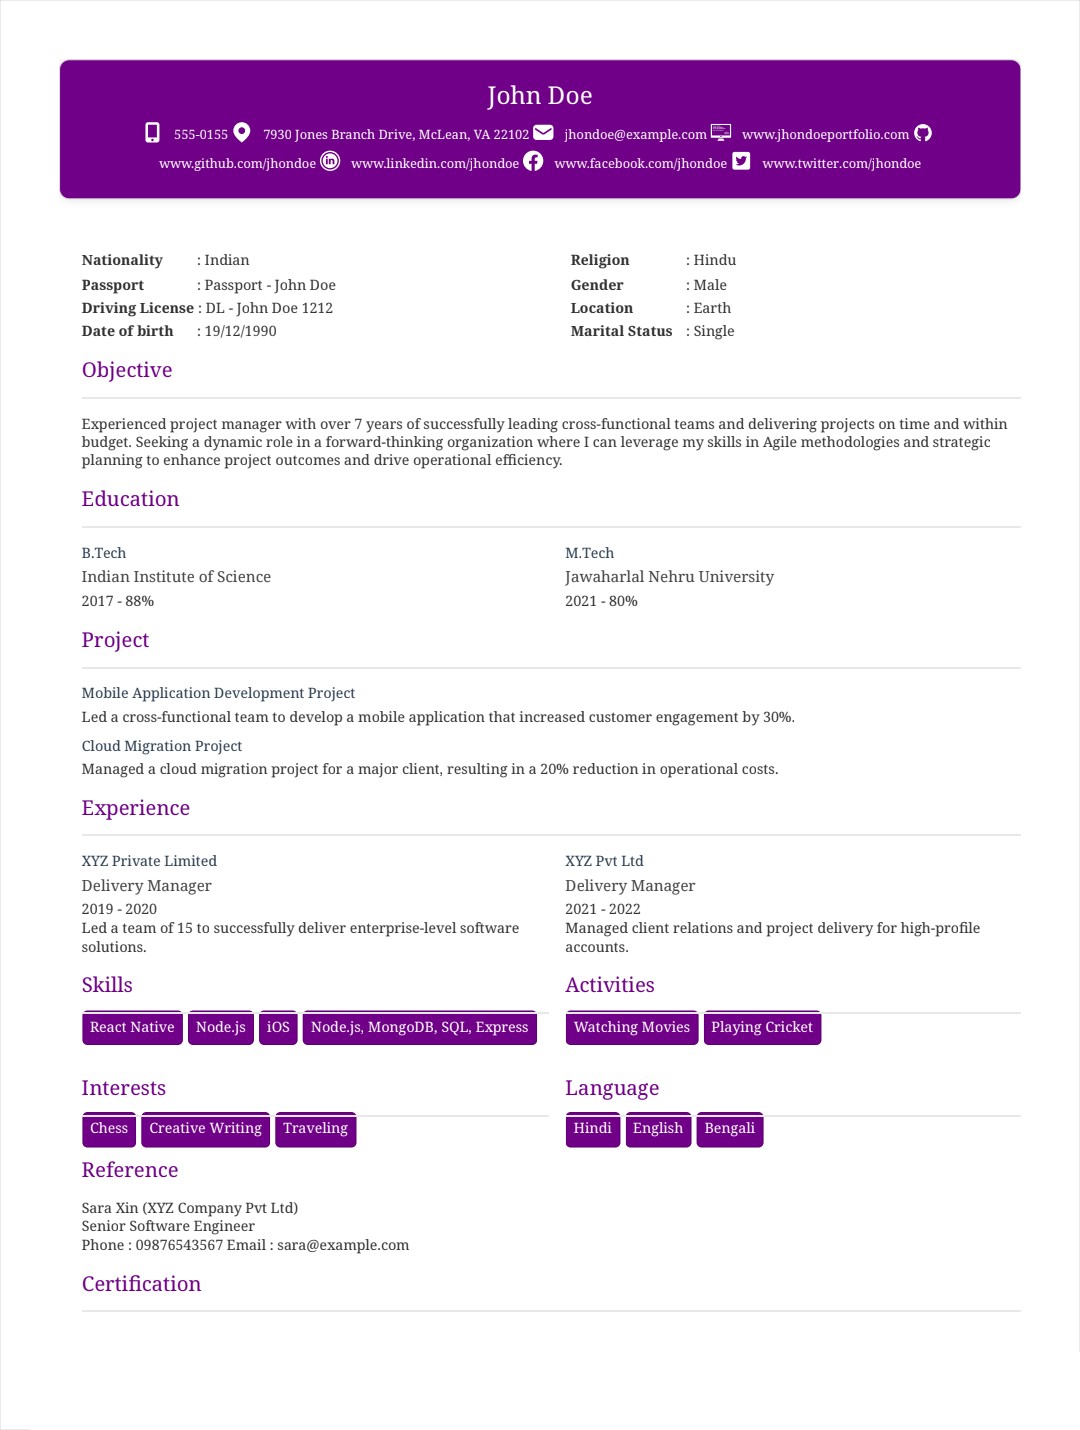 John Doe
555-0155 7930 Jones Branch Drive, McLean, VA 22102 jhondoe@example.com www.jhondoeportfolio.com
www.github.com/jhondoe www.linkedin.com/jhondoe www.facebook.com/jhondoe www.twitter.com/jhondoe
Nationality : Indian Religion : Hindu
Passport : Passport - John Doe Gender : Male
Driving License : DL - John Doe 1212 Location : Earth
Date of birth : 19/12/1990 Marital Status : Single
Objective
Experienced project manager with over 7 years of successfully leading cross-functional teams and delivering projects on time and within
budget. Seeking a dynamic role in a forward-thinking organization where I can leverage my skills in Agile methodologies and strategic
planning to enhance project outcomes and drive operational efficiency.
Education
B.Tech
Indian Institute of Science
2017 - 88%
M.Tech
Jawaharlal Nehru University
2021 - 80%
Project
Mobile Application Development Project
Led a cross-functional team to develop a mobile application that increased customer engagement by 30%.
Cloud Migration Project
Managed a cloud migration project for a major client, resulting in a 20% reduction in operational costs.
Experience
XYZ Private Limited
Delivery Manager
2019 - 2020
Led a team of 15 to successfully deliver enterprise-level software
solutions.
XYZ Pvt Ltd
Delivery Manager
2021 - 2022
Managed client relations and project delivery for high-profile
accounts.
Skills
React Native Node.js iOS Node.js, MongoDB, SQL, Express
Activities
Watching Movies Playing Cricket
Interests
Chess Creative Writing Traveling
Language
Hindi English Bengali
Reference
Sara Xin (XYZ Company Pvt Ltd)
Senior Software Engineer
Phone : 09876543567 Email : sara@example.com
Certification